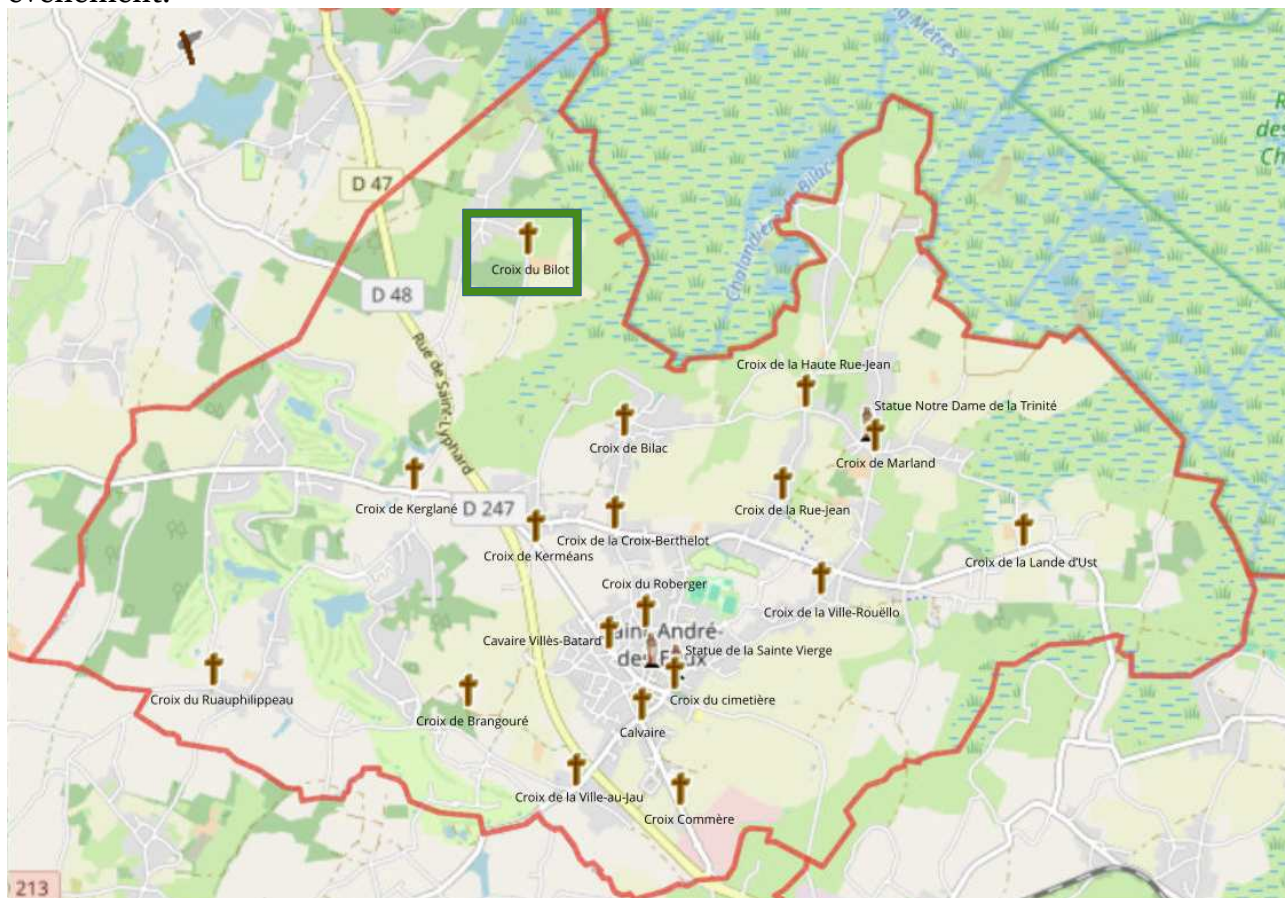 évènement.
D 47
Croix du Bilot
D 48
Chalandière de Bilac
Rue de Saint-Lyphard
Croix de la Haute Rue-Jean
Statue Notre Dame de la Trinité
Croix de Bilac
Croix de Marland
Croix de Kerglané
D 247
Croix de la Rue-Jean
Croix de Kerméans
Croix de la Croix-Berthelot
Croix de la Lande d'Ust
Croix du Roberger
Croix de la Ville-Rouëllo
Cavaire Villès-Batard
Statue de la Sainte Vierge
Croix du Ruauphilippeau
Croix du cimetière
Croix de Brangouré
Calvaire
Croix de la Ville-au-Jau
Croix Commère
213